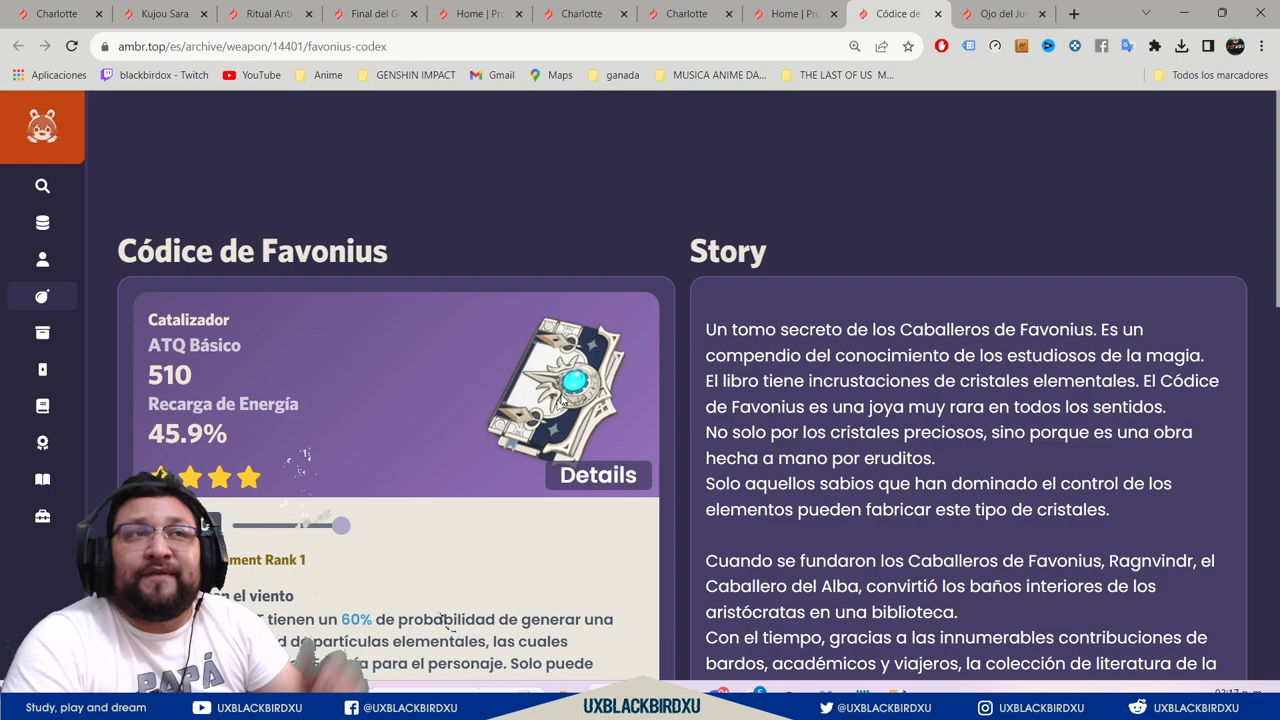 Charlotte
Kujou Sara
Ritual Anti
Final del G
Home | Pro
Charlotte
Charlotte
Home | Pro
Códice de
Ojo del Ju
ambr.top/es/archive/weapon/14401/favonius-codex
Aplicaciones
blackbirdox - Twitch
YouTube
Anime
GENSHIN IMPACT
Gmail
Maps
ganada
MUSICA ANIME DA...
THE LAST OF US M...
Todos los marcadores
Códice de Favonius
Catalizador
ATQ Básico
510
Recarga de Energía
45.9%
Details
ment Rank 1
en el viento
tienen un 60% de probabilidad de generar una
d de partículas elementales, las cuales
ía para el personaje. Solo puede
Story
Un tomo secreto de los Caballeros de Favonius. Es un
compendio del conocimiento de los estudiosos de la magia.
El libro tiene incrustaciones de cristales elementales. El Códice
de Favonius es una joya muy rara en todos los sentidos.
No solo por los cristales preciosos, sino porque es una obra
hecha a mano por eruditos.
Solo aquellos sabios que han dominado el control de los
elementos pueden fabricar este tipo de cristales.
Cuando se fundaron los Caballeros de Favonius, Ragnvindr, el
Caballero del Alba, convirtió los baños interiores de los
aristócratas en una biblioteca.
Con el tiempo, gracias a las innumerables contribuciones de
bardos, académicos y viajeros, la colección de literatura de la
PAPÁ
Study, play and dream
UXBLACKBIRDXU
@UXBLACKBIRDXU
UXBLACKBIRDXU
@UXBLACKBIRDXU
UXBLACKBIRDXU
UXBLACKBIRDXU